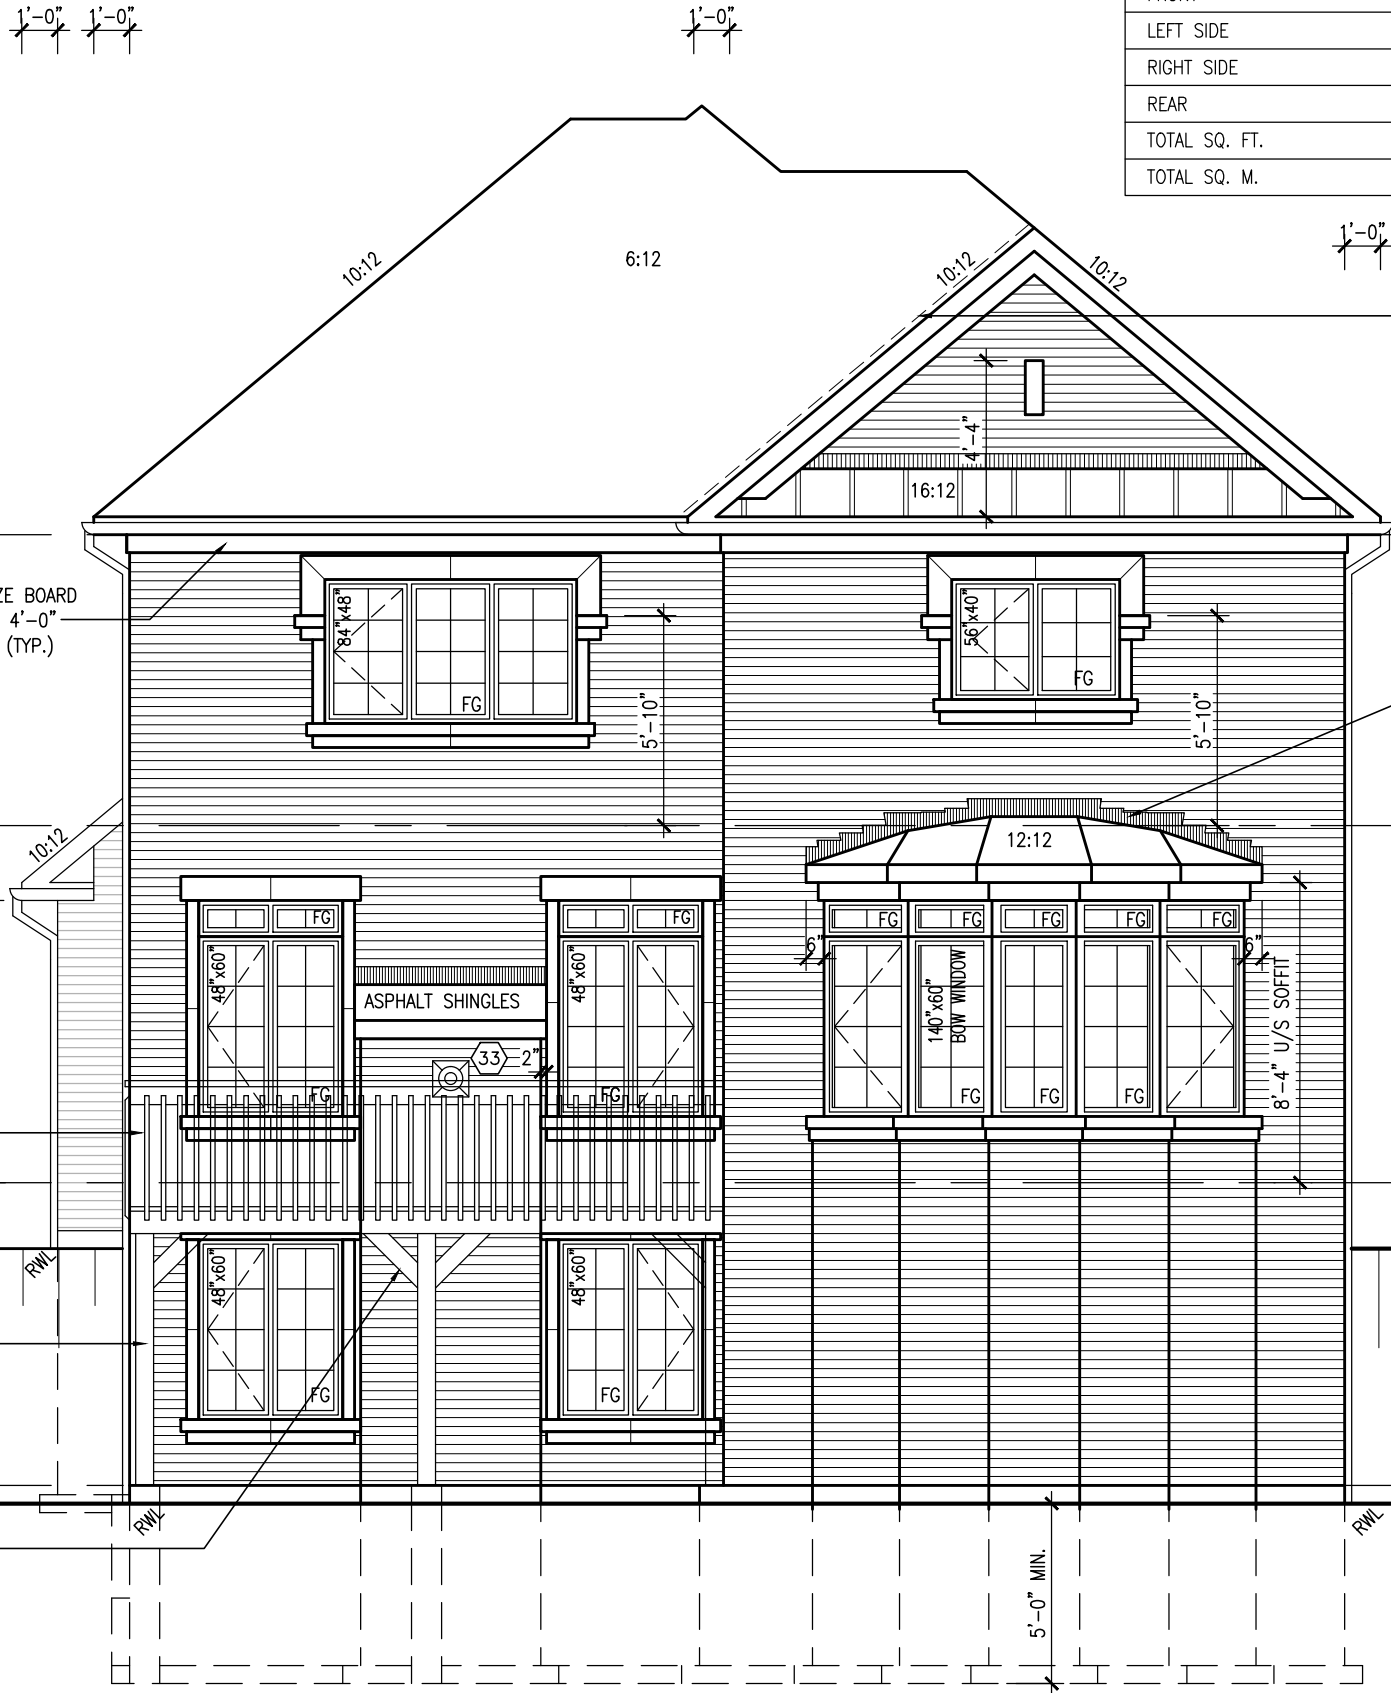 1'-0" 1'-0" 1'-0"
LEFT SIDE
RIGHT SIDE
REAR
TOTAL SQ. FT.
TOTAL SQ. M.
1'-0"
10:12
6:12
10:12
10:12
4'-4"
16:12
ZE BOARD
4'-0"
(TYP.)
84"x48"
FG
5'-10"
56"x40"
FG
5'-10"
10:12
12:12
FG
FG
FG
FG
FG
FG
FG
48"x60"
48"x60"
6"
6"
140"x60"
BOW WINDOW
8'-4" U/S SOFFIT
ASPHALT SHINGLES
33
2"
FG
FG
FG
FG
FG
RWL
48"x60"
48"x60"
FG
FG
RWL
RWL
5'-0" MIN.